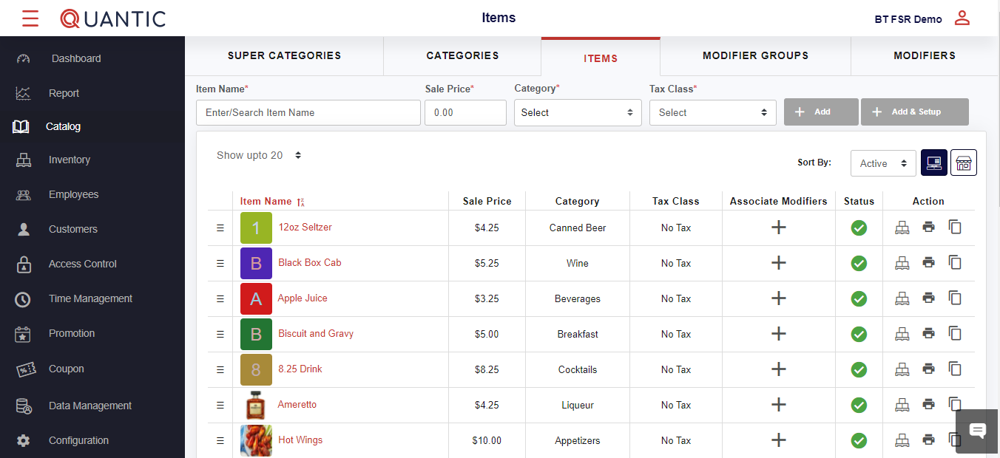 QUANTIC
Items
BT FSR Demo
Dashboard
Report
Catalog
Inventory
Employees
Customers
Access Control
Time Management
Promotion
Coupon
Data Management
Configuration
SUPER CATEGORIES
CATEGORIES
ITEMS
MODIFIER GROUPS
MODIFIERS
Item Name*
Sale Price*
Category*
Tax Class*
Enter/Search Item Name
0.00
Select
Select
Add
Add & Setup
Show upto 20
Sort By:
Active
Item Name
Sale Price
Category
Tax Class
Associate Modifiers
Status
Action
1 12oz Seltzer $4.25 Canned Beer No Tax
B Black Box Cab $5.25 Wine No Tax
A Apple Juice $3.25 Beverages No Tax
B Biscuit and Gravy $5.00 Breakfast No Tax
8 8.25 Drink $8.25 Cocktails No Tax
Ameretto $4.25 Liqueur No Tax
Hot Wings $10.00 Appetizers No Tax